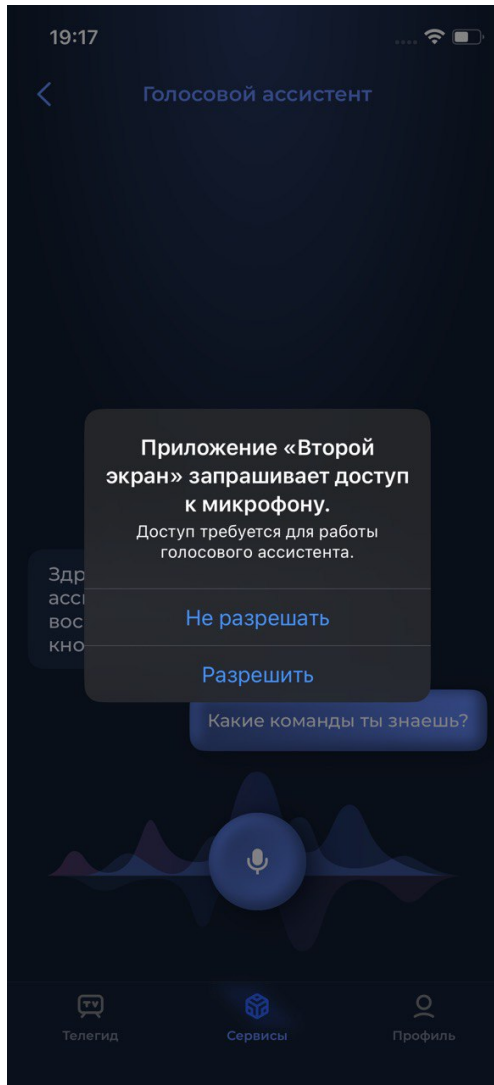 19:17
Голосовой ассистент
Приложение «Второй
экран» запрашивает доступ
к микрофону.
Доступ требуется для работы
голосового ассистента.
Не разрешать
Разрешить
Какие команды ты знаешь?
TV
Телегид
Сервисы
Профиль